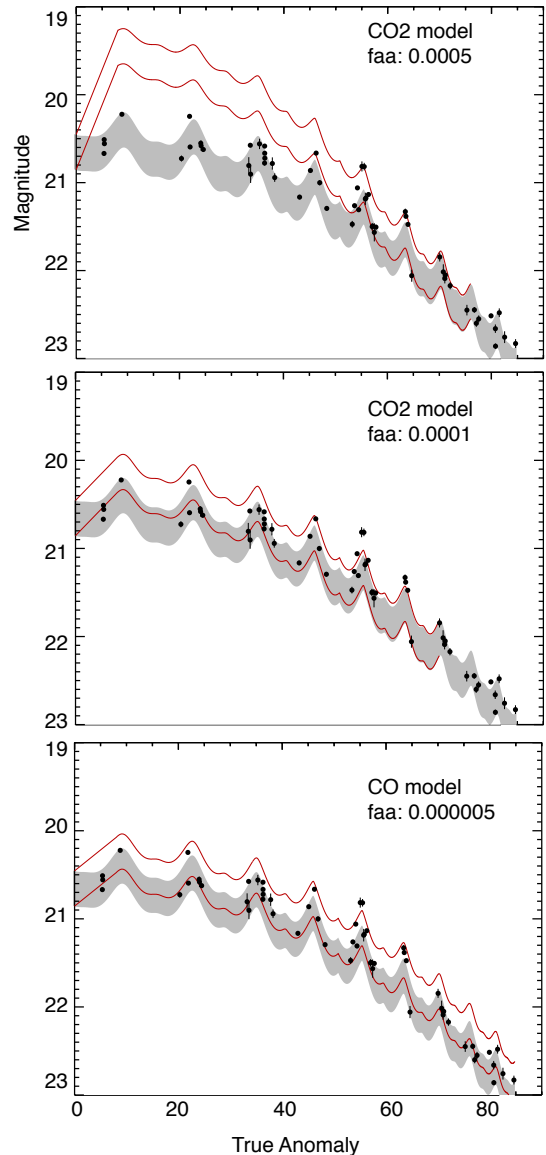 19
CO2 model
faa: 0.0005
20
21
22
23
Magnitude
19
CO2 model
faa: 0.0001
20
21
22
23
19
CO model
faa: 0.000005
20
21
22
23
0 20 40 60 80
True Anomaly